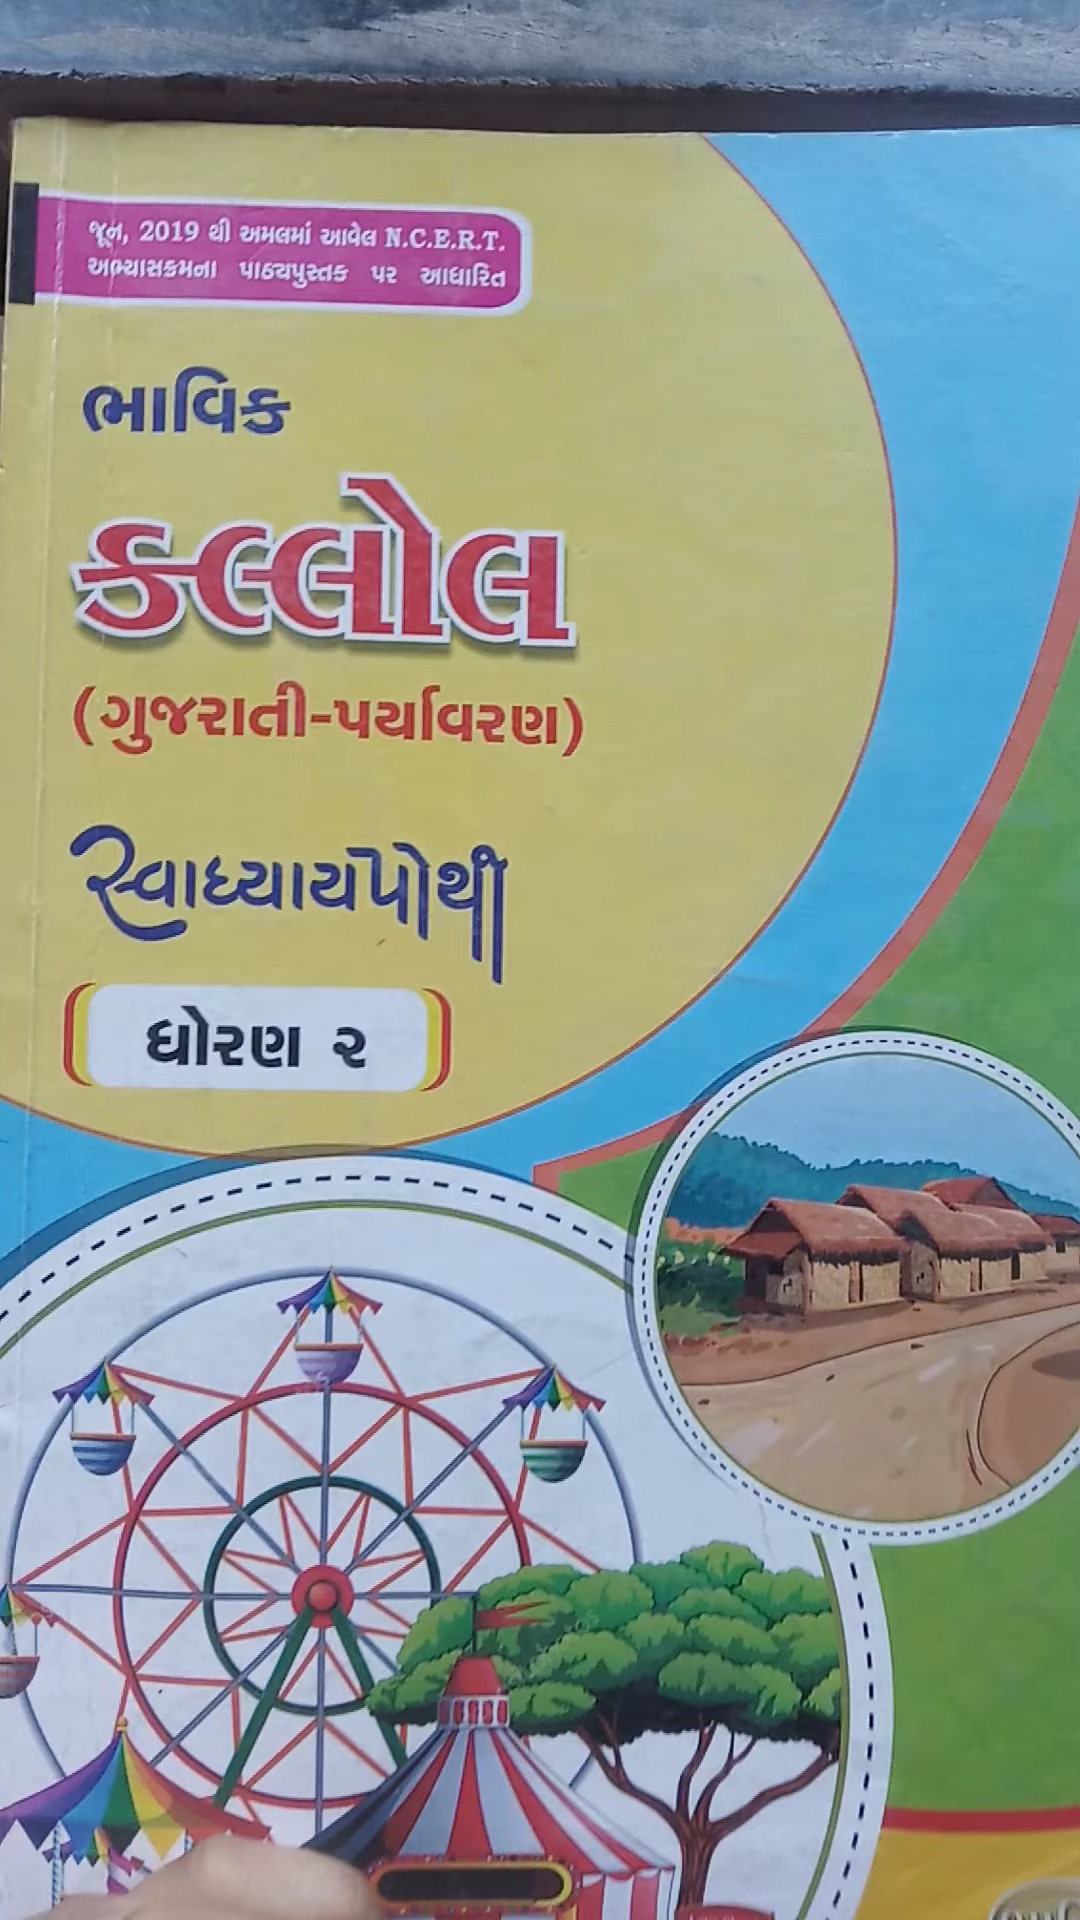 જૂન, 2019 થી અમલમાં આવેલ N.C.E.R.T.
અભ્યાસક્રમના પાઠ્યપુસ્તક પર આધારિત
ભાવિક
કલ્લોલ
(ગુજરાતી-પર્યાવરણ)
સ્વાધ્યાયપોથી
ધોરણ ૨